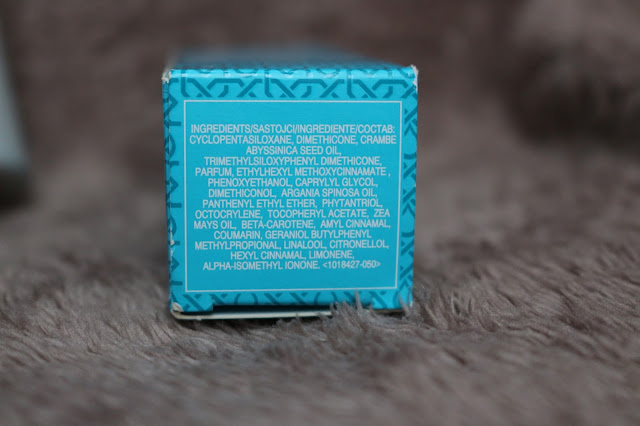 INGREDIENTS/SASTOJCI/INGREDIENTE/COCTAB:
CYCLOPENTASILOXANE, DIMETHICONE, CRAMBE
ABYSSINICA SEED OIL,
TRIMETHYLSILOXYPHENYL DIMETHICONE,
PARFUM, ETHYLHEXYL METHOXYCINNAMATE ,
PHENOXYETHANOL, CAPRYLYL GLYCOL,
DIMETHICONOL, ARGANIA SPINOSA OIL,
PANTHENYL ETHYL ETHER, PHYTANTRIOL,
OCTOCRYLENE, TOCOPHERYL ACETATE, ZEA
MAYS OIL, BETA-CAROTENE, AMYL CINNAMAL,
COUMARIN, GERANIOL BUTYLPHENYL
METHYLPROPIONAL, LINALOOL, CITRONELLOL,
HEXYL CINNAMAL, LIMONENE,
ALPHA-ISOMETHYL IONONE. <1018427-050>